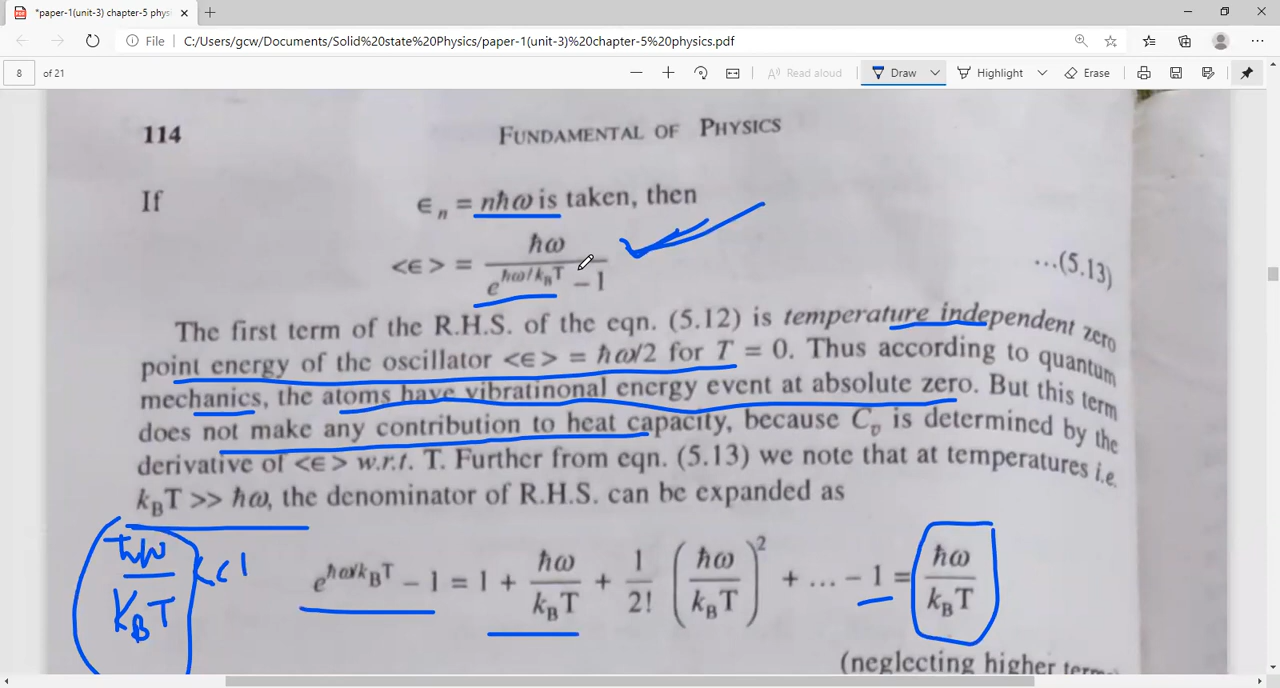 *paper-1(unit-3) chapter-5 phys
File C:/Users/gcw/Documents/Solid%20state%20Physics/paper-1(unit-3)%20chapter-5%20physics.pdf
8 of 21 Read aloud Draw Highlight Erase
114 FUNDAMENTAL OF PHYSICS
If ϵₙ = nħω is taken, then
<ϵ> = ħω / (e^(ħω/k_BT) − 1) ...(5.13)
The first term of the R.H.S. of the eqn. (5.12) is temperature independent zero
point energy of the oscillator <ϵ> = ħω/2 for T = 0. Thus according to quantum
mechanics, the atoms have vibratinonal energy event at absolute zero. But this term
does not make any contribution to heat capacity, because C_v is determined by the
derivative of <ϵ> w.r.t. T. Further from eqn. (5.13) we note that at temperatures i.e.
k_BT >> ħω, the denominator of R.H.S. can be expanded as
ħω / K_BT <<1
e^(ħω/k_BT) − 1 = 1 + ħω/k_BT + 1/2! (ħω/k_BT)² + ... − 1 = ħω/k_BT
(neglecting higher